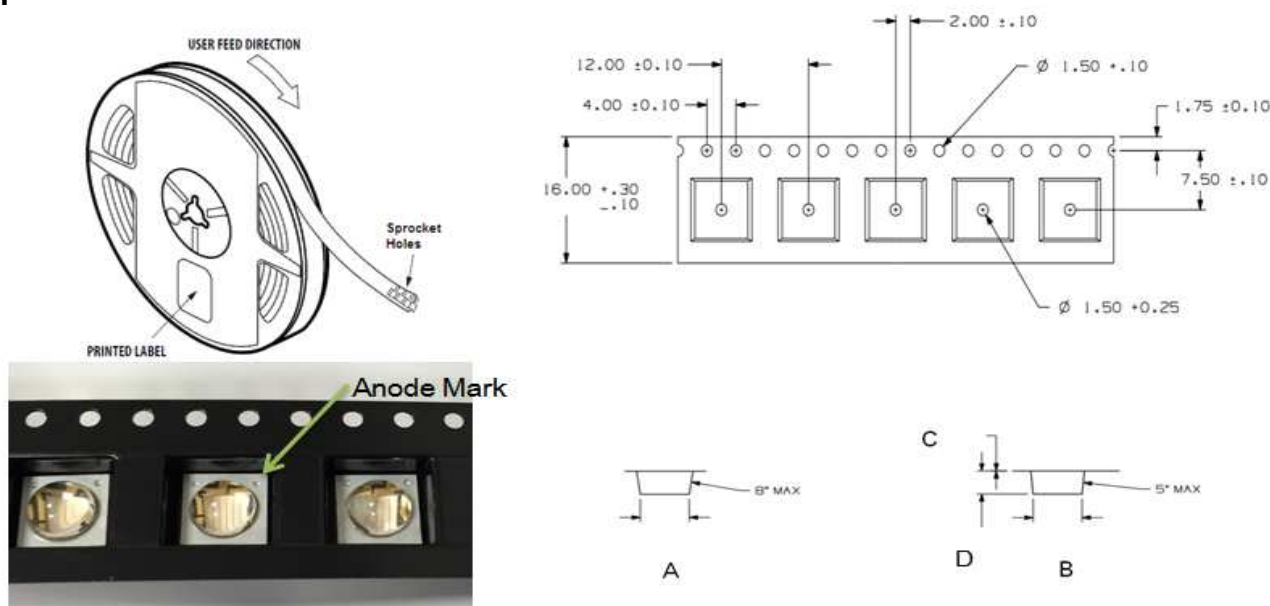 USER FEED DIRECTION
Sprocket
Holes
PRINTED LABEL
2.00 ±.10
12.00 ±0.10
Ø 1.50 +.10
4.00 ±0.10
1.75 ±0.10
16.00 +.30
-.10
7.50 ±.10
Ø 1.50 +0.25
Anode Mark
8° MAX
A
C
5° MAX
D
B